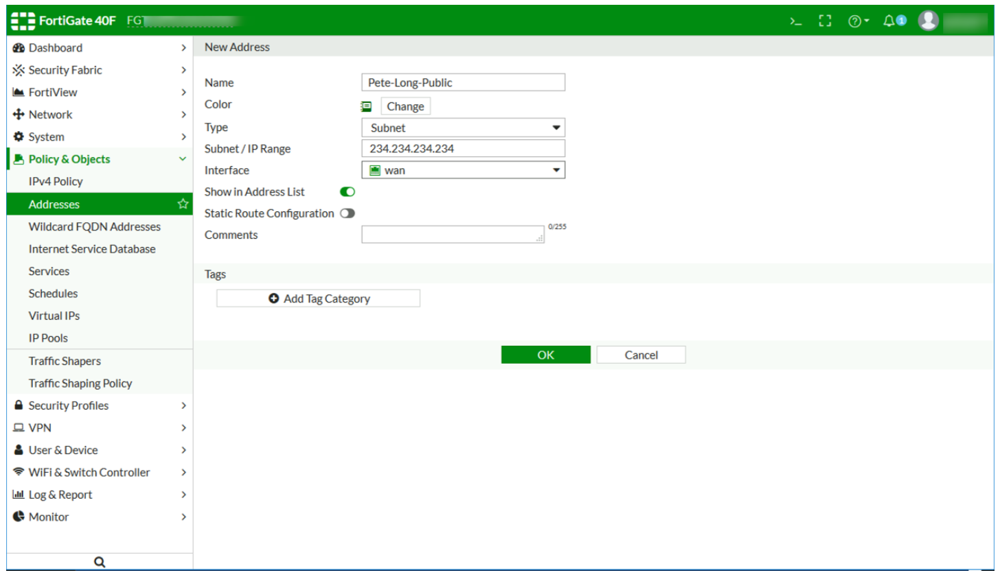 FortiGate 40F FGT
1
Dashboard
Security Fabric
FortiView
Network
System
Policy & Objects
IPv4 Policy
Addresses
Wildcard FQDN Addresses
Internet Service Database
Services
Schedules
Virtual IPs
IP Pools
Traffic Shapers
Traffic Shaping Policy
Security Profiles
VPN
User & Device
WiFi & Switch Controller
Log & Report
Monitor
New Address
Name Pete-Long-Public
Color Change
Type Subnet
Subnet / IP Range 234.234.234.234
Interface wan
Show in Address List
Static Route Configuration
Comments 0/255
Tags
Add Tag Category
OK Cancel